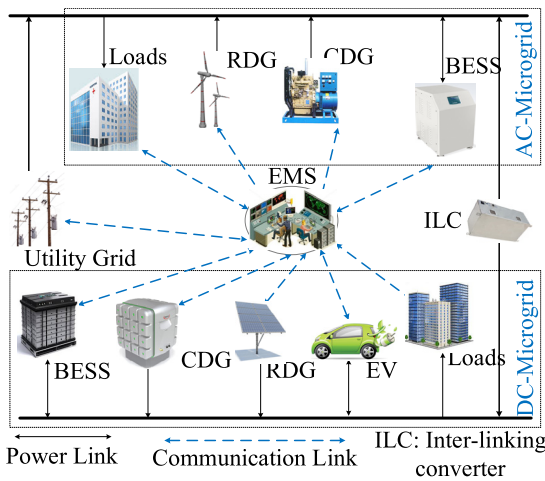 Loads
RDG
CDG
BESS
AC-Microgrid
EMS
ILC
Utility Grid
BESS
CDG
RDG
EV
Loads
DC-Microgrid
Power Link
Communication Link
ILC: Inter-linking
converter